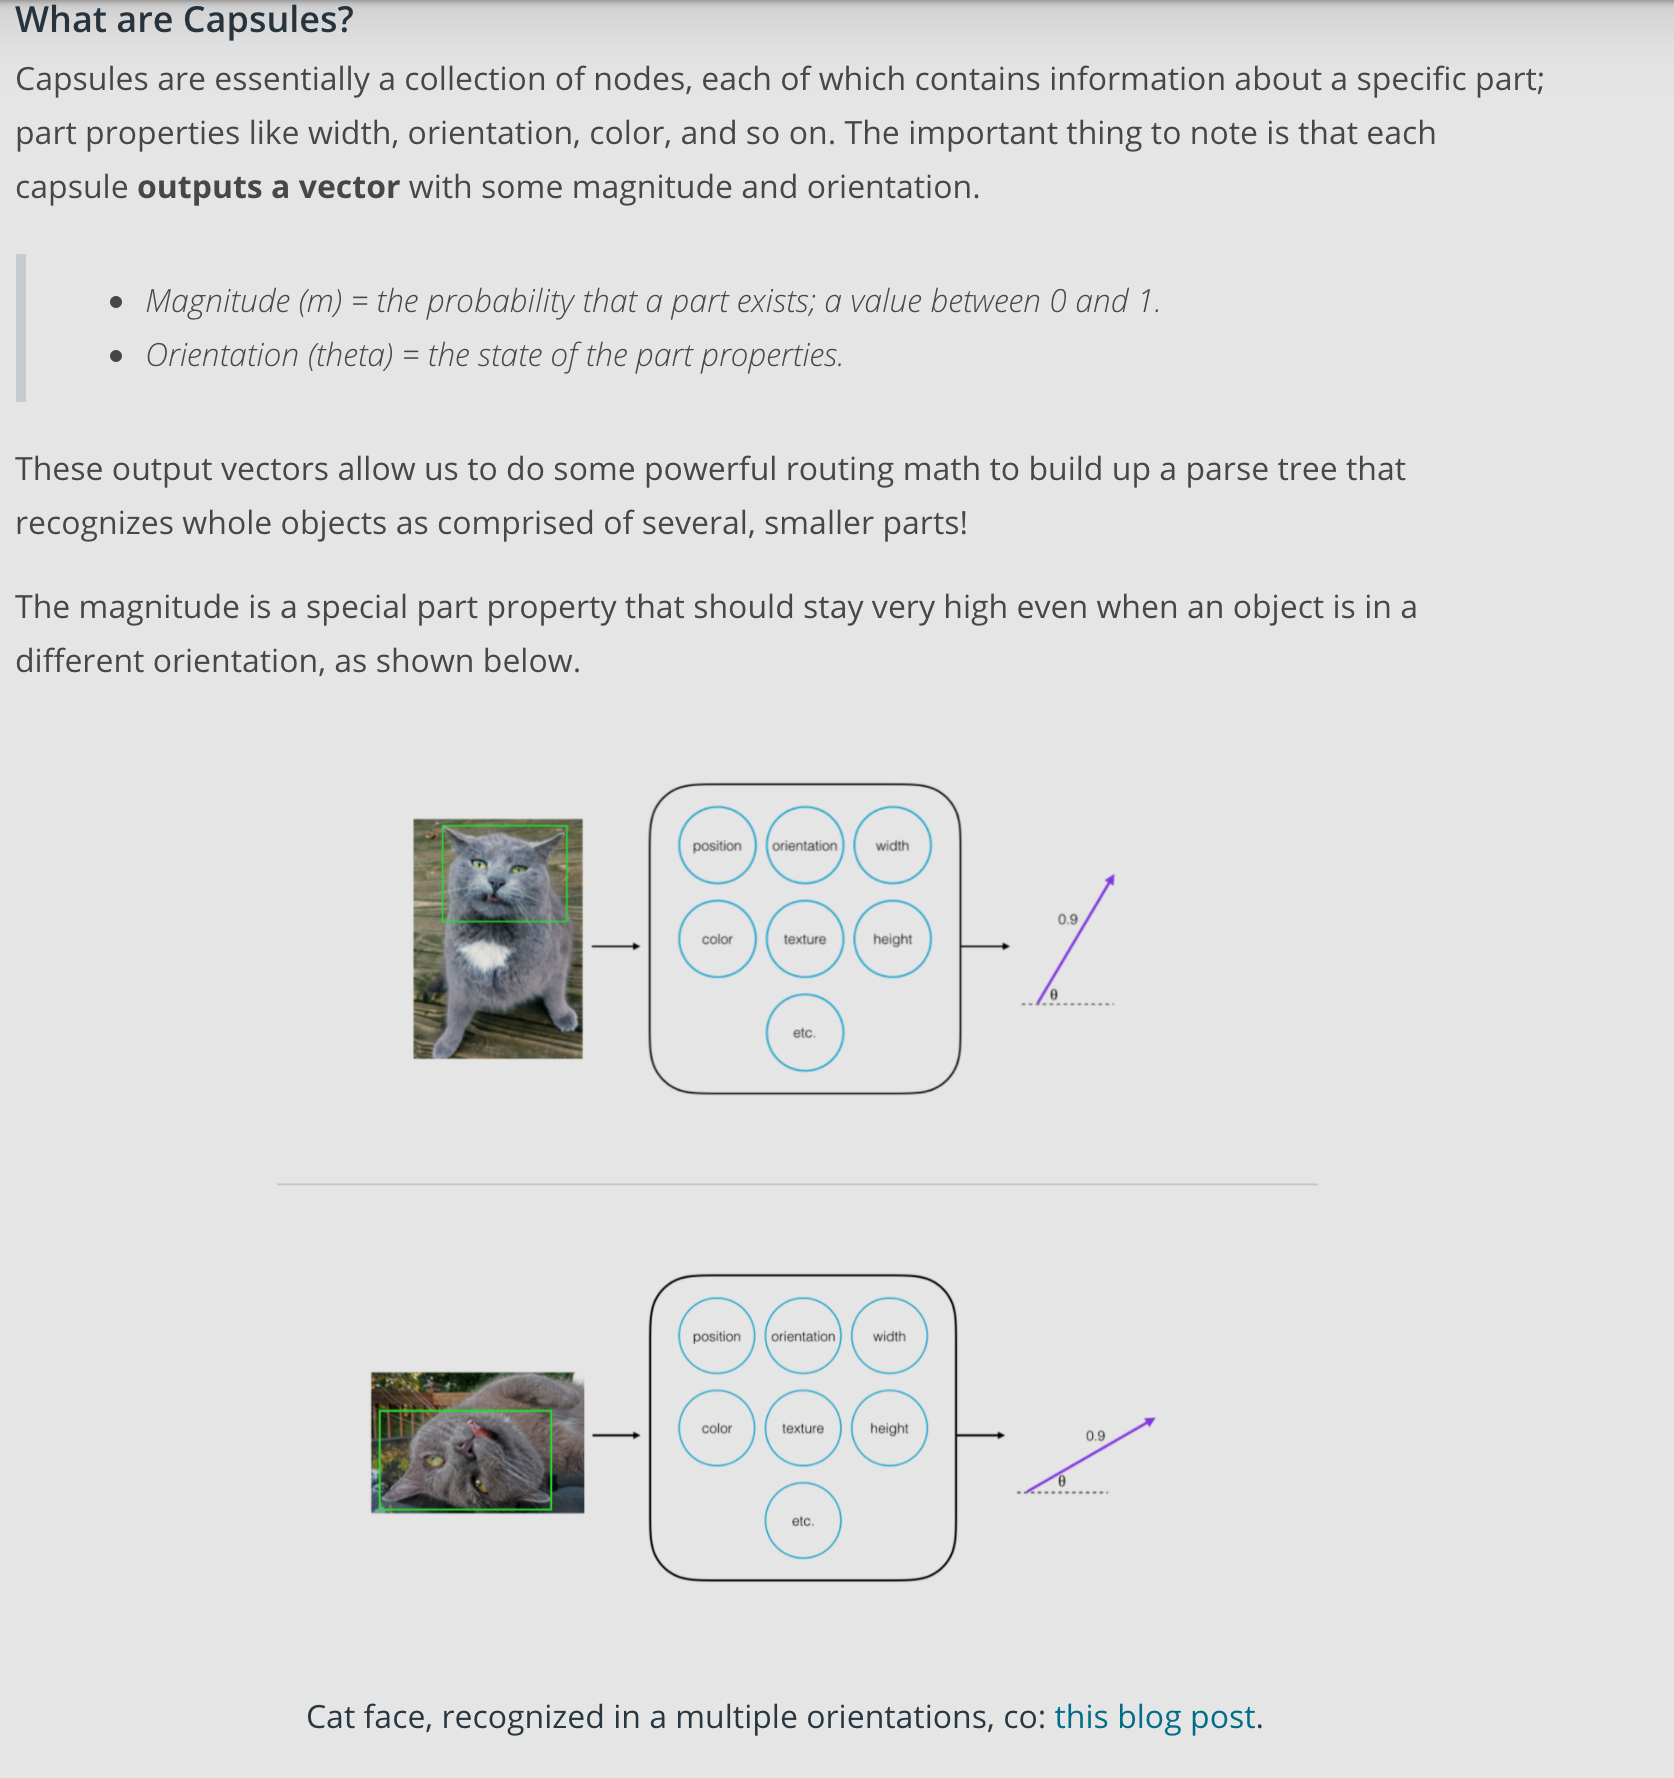 What are Capsules?
Capsules are essentially a collection of nodes, each of which contains information about a specific part;
part properties like width, orientation, color, and so on. The important thing to note is that each
capsule outputs a vector with some magnitude and orientation.
Magnitude (m) = the probability that a part exists; a value between 0 and 1.
Orientation (theta) = the state of the part properties.
These output vectors allow us to do some powerful routing math to build up a parse tree that
recognizes whole objects as comprised of several, smaller parts!
The magnitude is a special part property that should stay very high even when an object is in a
different orientation, as shown below.
position orientation width
color texture height
etc.
0.9
θ
position orientation width
color texture height
etc.
0.9
θ
Cat face, recognized in a multiple orientations, co: this blog post.